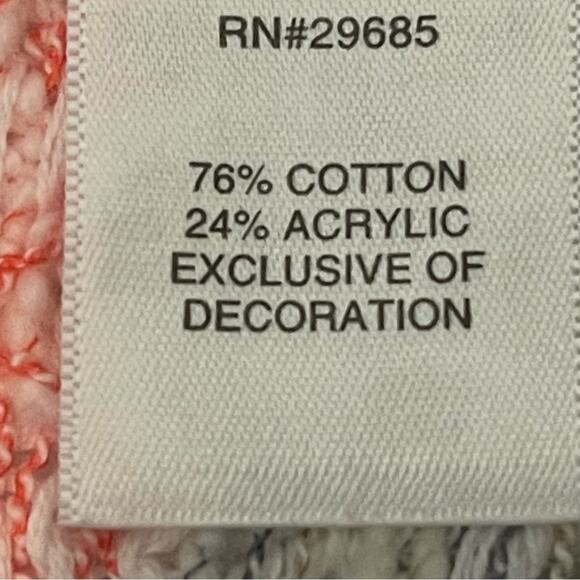 RN#29685
76% COTTON
24% ACRYLIC
EXCLUSIVE OF
DECORATION